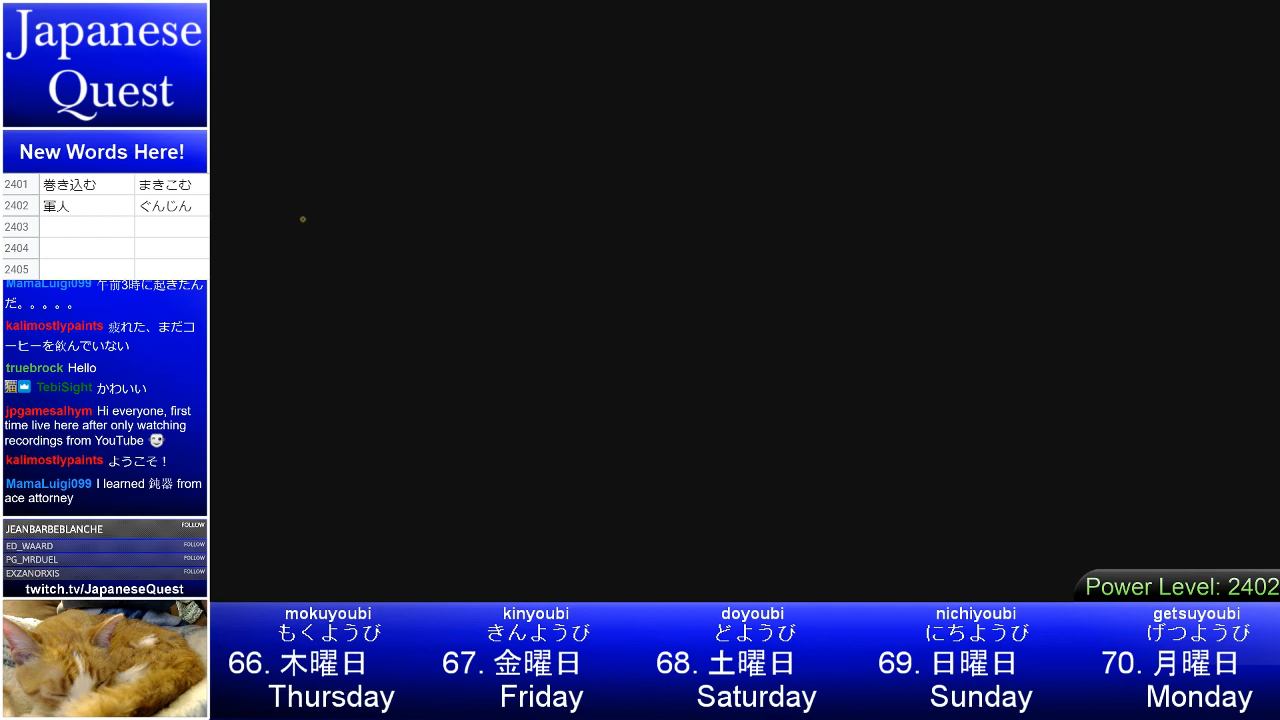 Japanese
Quest
New Words Here!
2401 巻き込む まきこむ
2402 軍人 ぐんじん
2403
2404
2405
MamaLuigi099 午前3時に起きたん
だ。。。。。
kalimostlypaints 疲れた、まだコ
ーヒーを飲んでいない
truebrock Hello
猫 TebiSight かわいい
jpgamesalhym Hi everyone, first
time live here after only watching
recordings from YouTube
kalimostlypaints ようこそ！
MamaLuigi099 I learned 鈍器 from
ace attorney
JEANBARBEBLANCHE FOLLOW
ED_WAARD FOLLOW
PG_MRDUEL FOLLOW
EXZANORXIS FOLLOW
twitch.tv/JapaneseQuest
Power Level: 2402
mokuyoubi kinyoubi doyoubi nichiyoubi getsuyoubi
もくようび きんようび どようび にちようび げつようび
66. 木曜日 67. 金曜日 68. 土曜日 69. 日曜日 70. 月曜日
Thursday Friday Saturday Sunday Monday